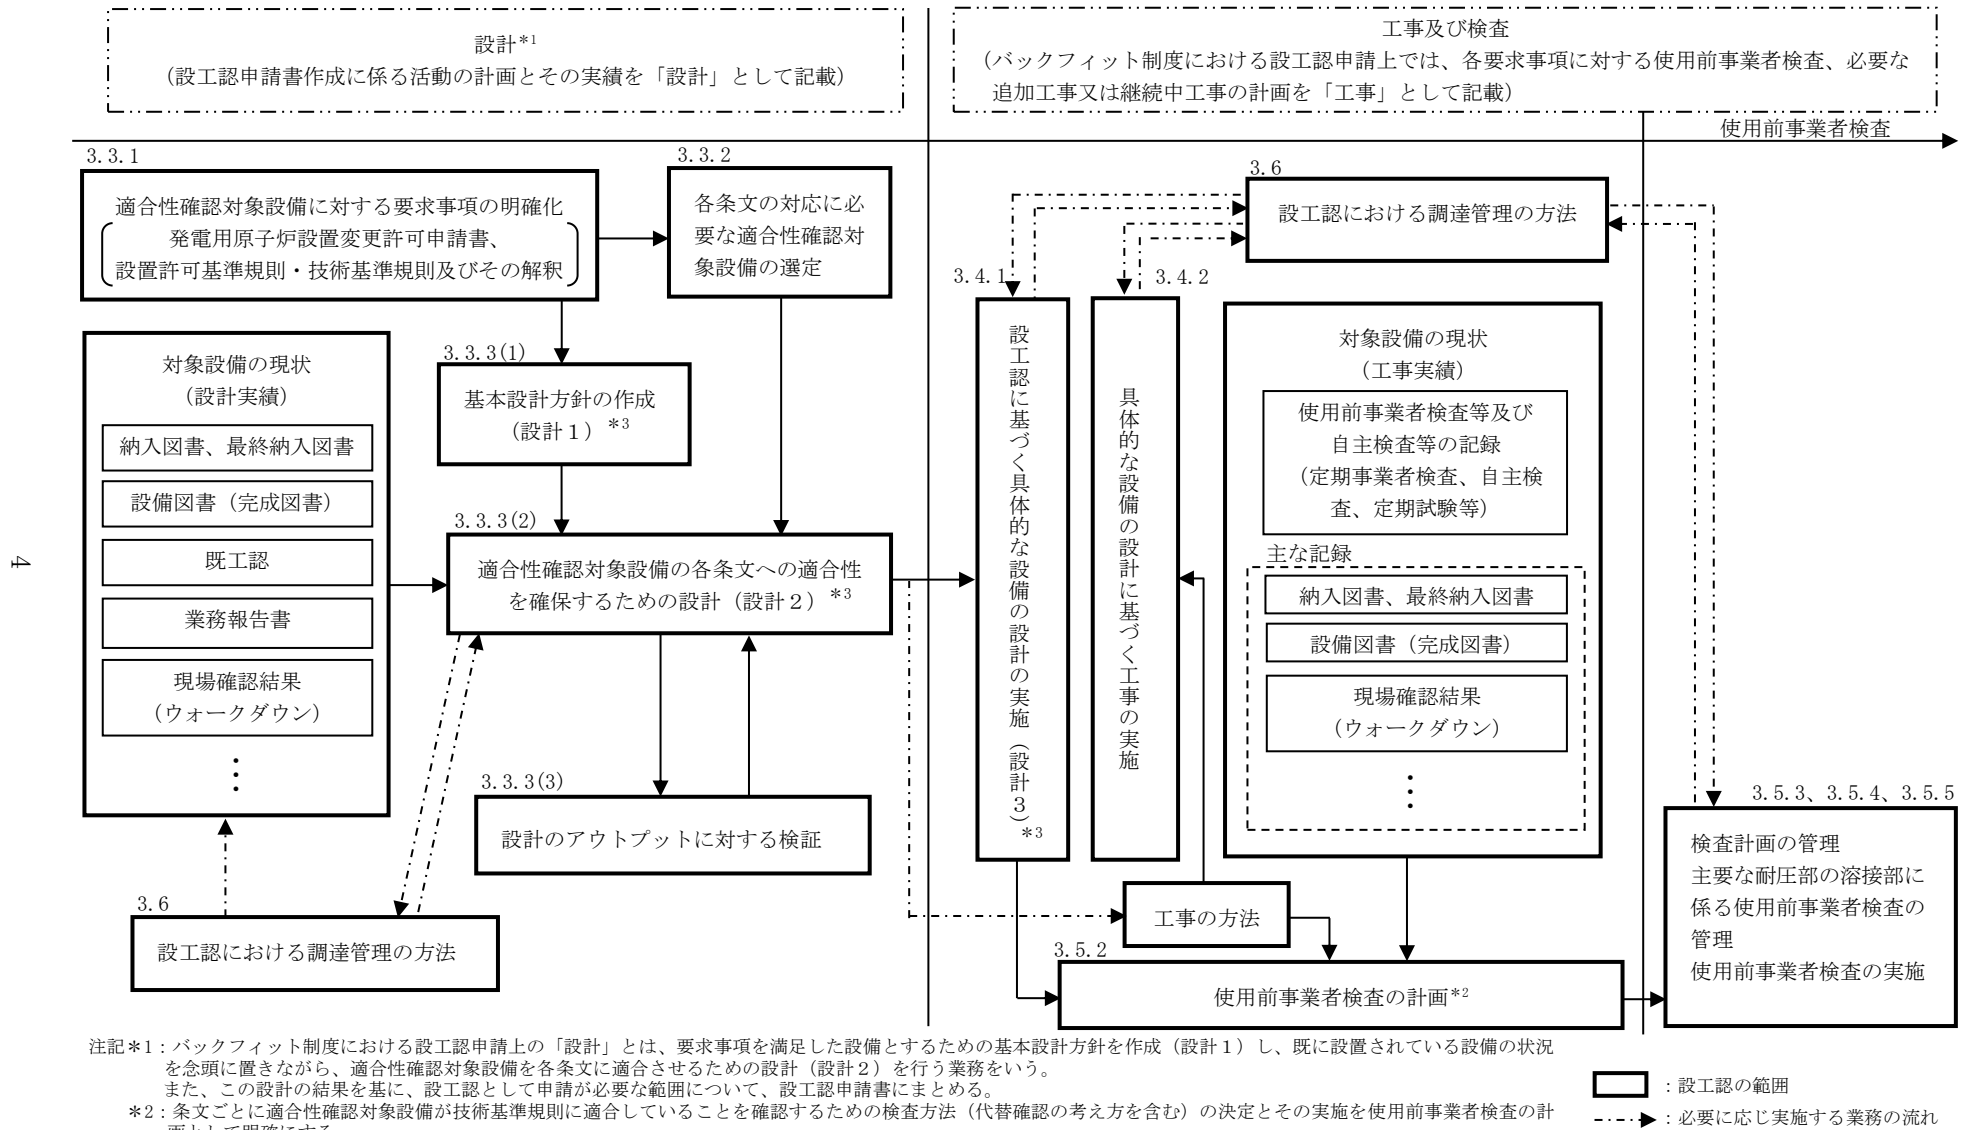 設計*1
（設工認申請書作成に係る活動の計画とその実績を「設計」として記載）
工事及び検査
（バックフィット制度における設工認申請上では、各要求事項に対する使用前事業者検査、必要な
追加工事又は継続中工事の計画を「工事」として記載）
使用前事業者検査
3.3.1
適合性確認対象設備に対する要求事項の明確化
発電用原子炉設置変更許可申請書、
設置許可基準規則・技術基準規則及びその解釈
3.3.2
各条文の対応に必
要な適合性確認対
象設備の選定
対象設備の現状
（設計実績）
納入図書、最終納入図書
設備図書（完成図書）
既工認
業務報告書
現場確認結果
（ウォークダウン）
⋮
3.3.3(1)
基本設計方針の作成
（設計１）*3
3.3.3(2)
適合性確認対象設備の各条文への適合性
を確保するための設計（設計２）*3
3.3.3(3)
設計のアウトプットに対する検証
3.6
設工認における調達管理の方法
3.6
設工認における調達管理の方法
3.4.1
設工認に基づく具体的な設備の設計の実施（設計３）*3
3.4.2
具体的な設備の設計に基づく工事の実施
対象設備の現状
（工事実績）
使用前事業者検査等及び
自主検査等の記録
（定期事業者検査、自主検
査、定期試験等）
主な記録
納入図書、最終納入図書
設備図書（完成図書）
現場確認結果
（ウォークダウン）
⋮
工事の方法
3.5.2
使用前事業者検査の計画*2
3.5.3、3.5.4、3.5.5
検査計画の管理
主要な耐圧部の溶接部に
係る使用前事業者検査の
管理
使用前事業者検査の実施
4
注記＊1：バックフィット制度における設工認申請上の「設計」とは、要求事項を満足した設備とするための基本設計方針を作成（設計１）し、既に設置されている設備の状況
を念頭に置きながら、適合性確認対象設備を各条文に適合させるための設計（設計２）を行う業務をいう。
また、この設計の結果を基に、設工認として申請が必要な範囲について、設工認申請書にまとめる。
＊2：条文ごとに適合性確認対象設備が技術基準規則に適合していることを確認するための検査方法（代替確認の考え方を含む）の決定とその実施を使用前事業者検査の計
：設工認の範囲
：必要に応じ実施する業務の流れ